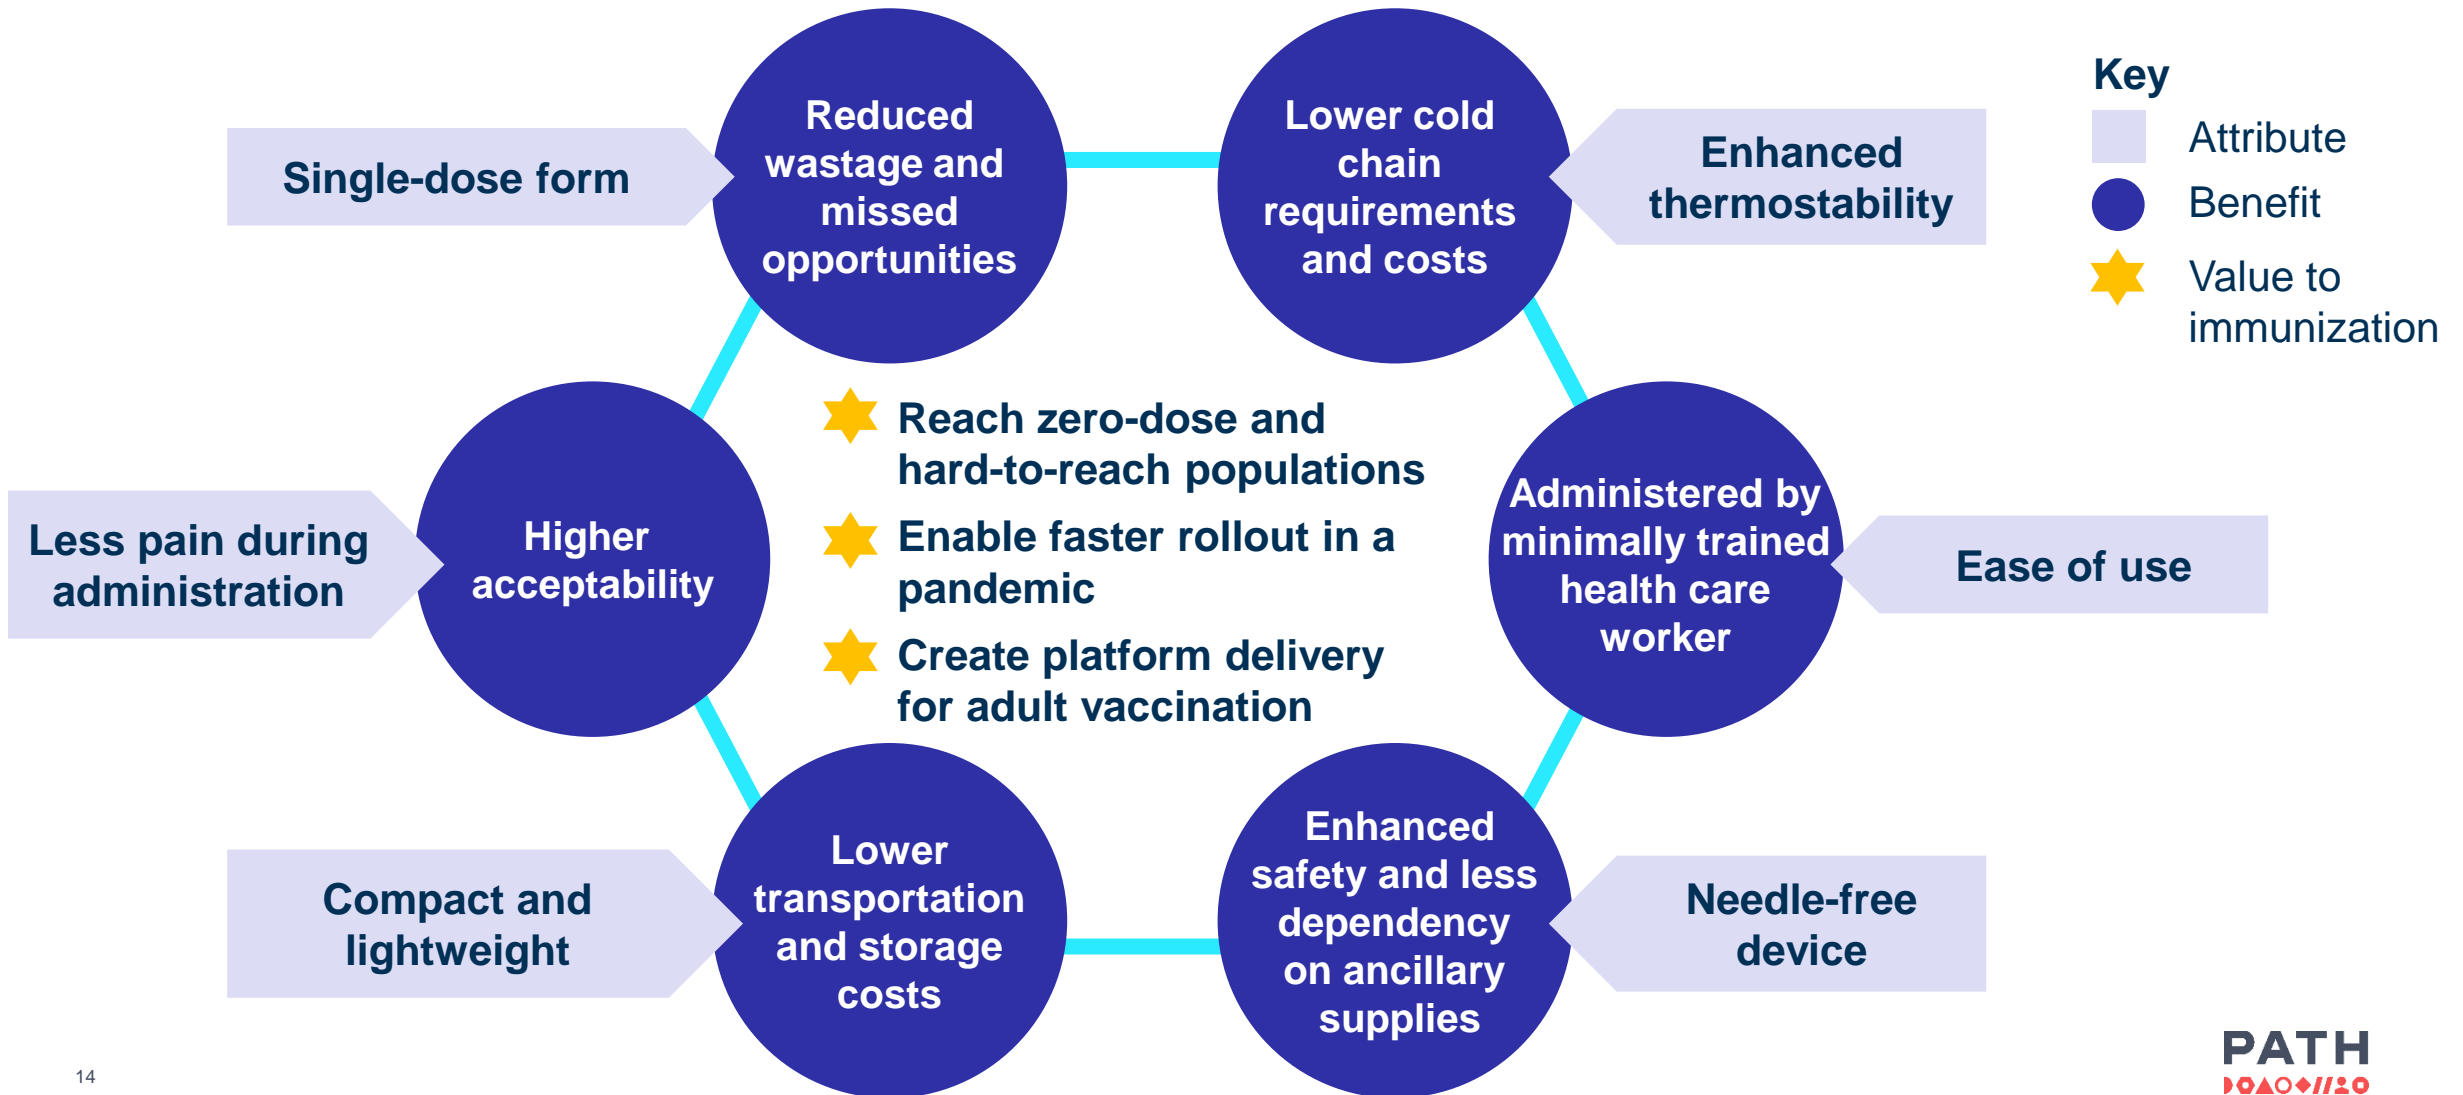 Single-dose form
Reduced
wastage and
missed
opportunities
Lower cold
chain
requirements
and costs
Enhanced
thermostability
Key
Attribute
Benefit
Value to
immunization
Less pain during
administration
Higher
acceptability
Reach zero-dose and
hard-to-reach populations
Enable faster rollout in a
pandemic
Create platform delivery
for adult vaccination
Administered by
minimally trained
health care
worker
Ease of use
Compact and
lightweight
Lower
transportation
and storage
costs
Enhanced
safety and less
dependency
on ancillary
supplies
Needle-free
device
14
PATH